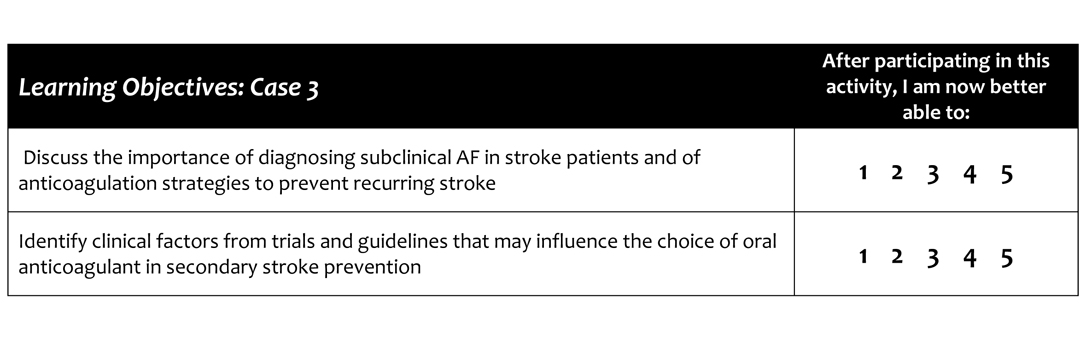 Learning Objectives: Case 3
After participating in this
activity, I am now better
able to:
Discuss the importance of diagnosing subclinical AF in stroke patients and of
anticoagulation strategies to prevent recurring stroke
1 2 3 4 5
Identify clinical factors from trials and guidelines that may influence the choice of oral
anticoagulant in secondary stroke prevention
1 2 3 4 5